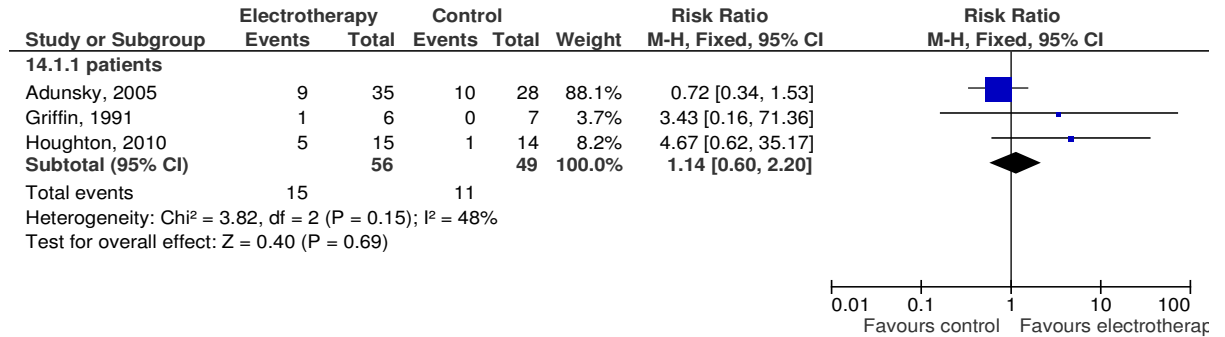 Electrotherapy Control Risk Ratio Risk Ratio
Study or Subgroup Events Total Events Total Weight M-H, Fixed, 95% CI M-H, Fixed, 95% CI
14.1.1 patients
Adunsky, 2005 9 35 10 28 88.1% 0.72 [0.34, 1.53]
Griffin, 1991 1 6 0 7 3.7% 3.43 [0.16, 71.36]
Houghton, 2010 5 15 1 14 8.2% 4.67 [0.62, 35.17]
Subtotal (95% CI) 56 49 100.0% 1.14 [0.60, 2.20]
Total events 15 11
Heterogeneity: Chi² = 3.82, df = 2 (P = 0.15); I² = 48%
Test for overall effect: Z = 0.40 (P = 0.69)
0.01 0.1 1 10 100
Favours control Favours electrotherap